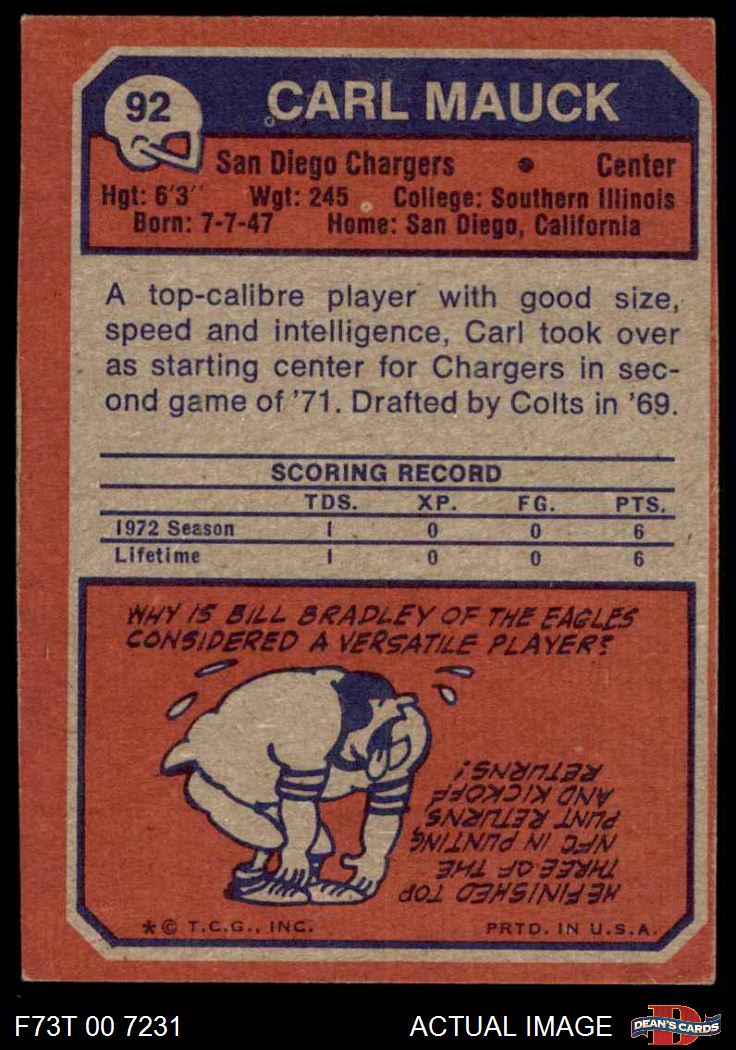 92
CARL MAUCK
San Diego Chargers • Center
Hgt: 6'3" Wgt: 245 College: Southern Illinois
Born: 7-7-47 Home: San Diego, California
A top-calibre player with good size,
speed and intelligence, Carl took over
as starting center for Chargers in sec-
ond game of '71. Drafted by Colts in '69.
SCORING RECORD
TDS. XP. FG. PTS.
1972 Season 1 0 0 6
Lifetime 1 0 0 6
WHY IS BILL BRADLEY OF THE EAGLES
CONSIDERED A VERSATILE PLAYER?
HE FINISHED TOP
THREE OF THE
NFC IN PUNTING,
PUNT RETURNS
AND KICKOFF
RETURNS!
*© T.C.G., INC. PRTD. IN U.S.A.
F73T 00 7231 ACTUAL IMAGE
D
DEAN'S CARDS